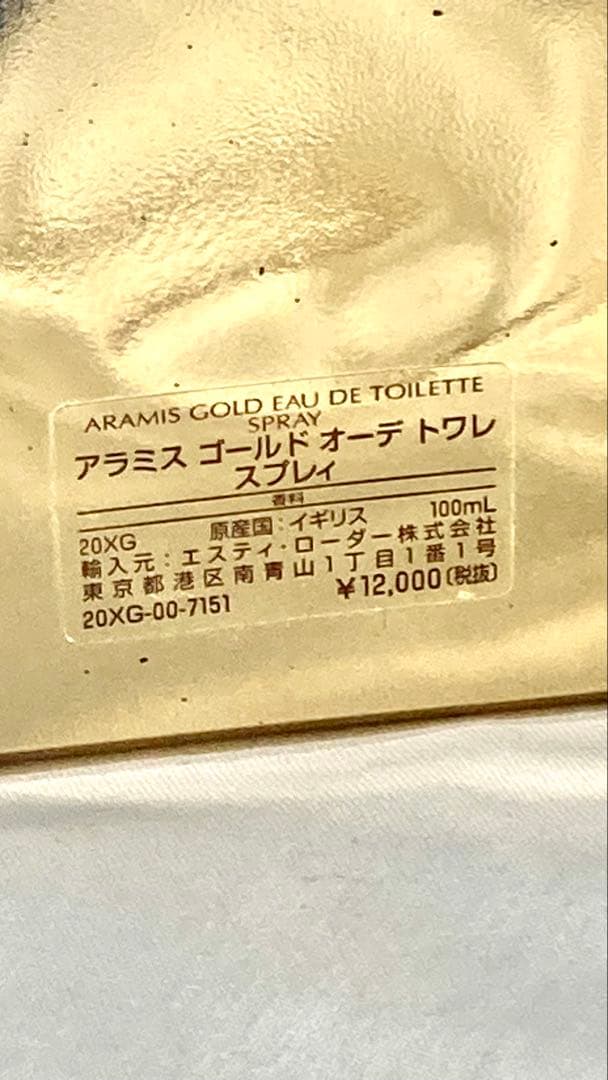 ARAMIS GOLD EAU DE TOILETTE
SPRAY
アラミス ゴールド オーデ トワレ
スプレィ
香料
20XG 原産国：イギリス 100mL
輸入元：エスティ・ローダー株式会社
東京都港区南青山1丁目1番1号
20XG-00-7151 ¥12,000（税抜）